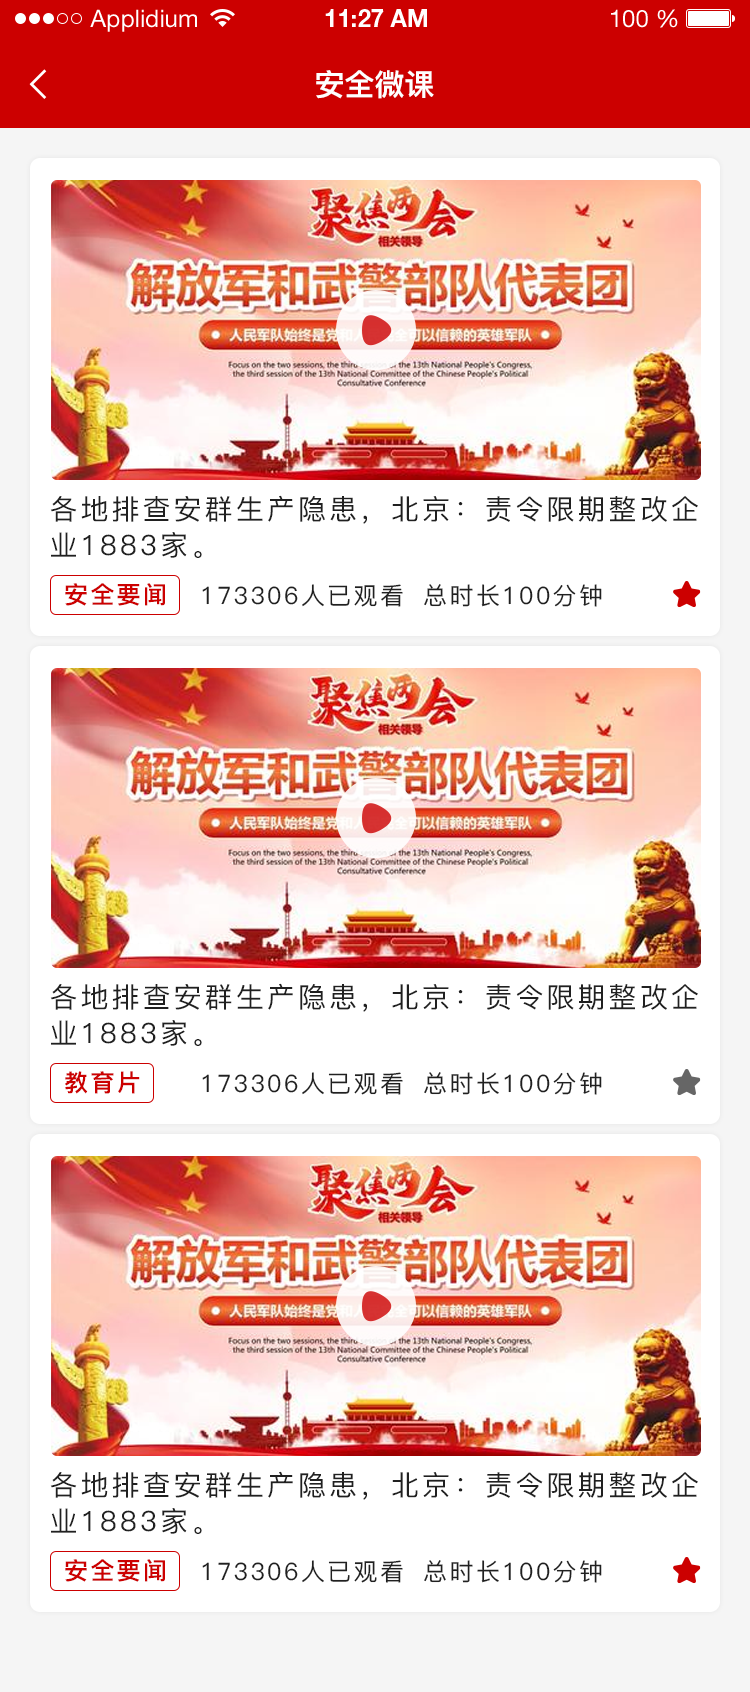 Applidium 11:27 AM 100 %
安全微课
聚焦两会
相关领导
解放军和武警部队代表团
人民军队始终是党和人 全可以信赖的英雄军队
Focus on the two sessions, the third the 13th National People's Congress,
the third session of the 13th National Committee of the Chinese People's Political
Consultative Conference
各地排查安群生产隐患，北京：责令限期整改企
业1883家。
安全要闻 173306人已观看 总时长100分钟
聚焦两会
相关领导
解放军和武警部队代表团
人民军队始终是党 全可以信赖的英雄军队
Focus on the two sessions, the third the 13th National People's Congress,
the third session of the 13th National Committee of the Chinese People's Political
Consultative Conference
各地排查安群生产隐患，北京：责令限期整改企
业1883家。
教育片 173306人已观看 总时长100分钟
聚焦两会
相关领导
解放军和武警部队代表团
人民军队始终是党和人 全可以信赖的英雄军队
Focus on the two sessions, the third the 13th National People's Congress,
the third session of the 13th National Committee of the Chinese People's Political
Consultative Conference
各地排查安群生产隐患，北京：责令限期整改企
业1883家。
安全要闻 173306人已观看 总时长100分钟